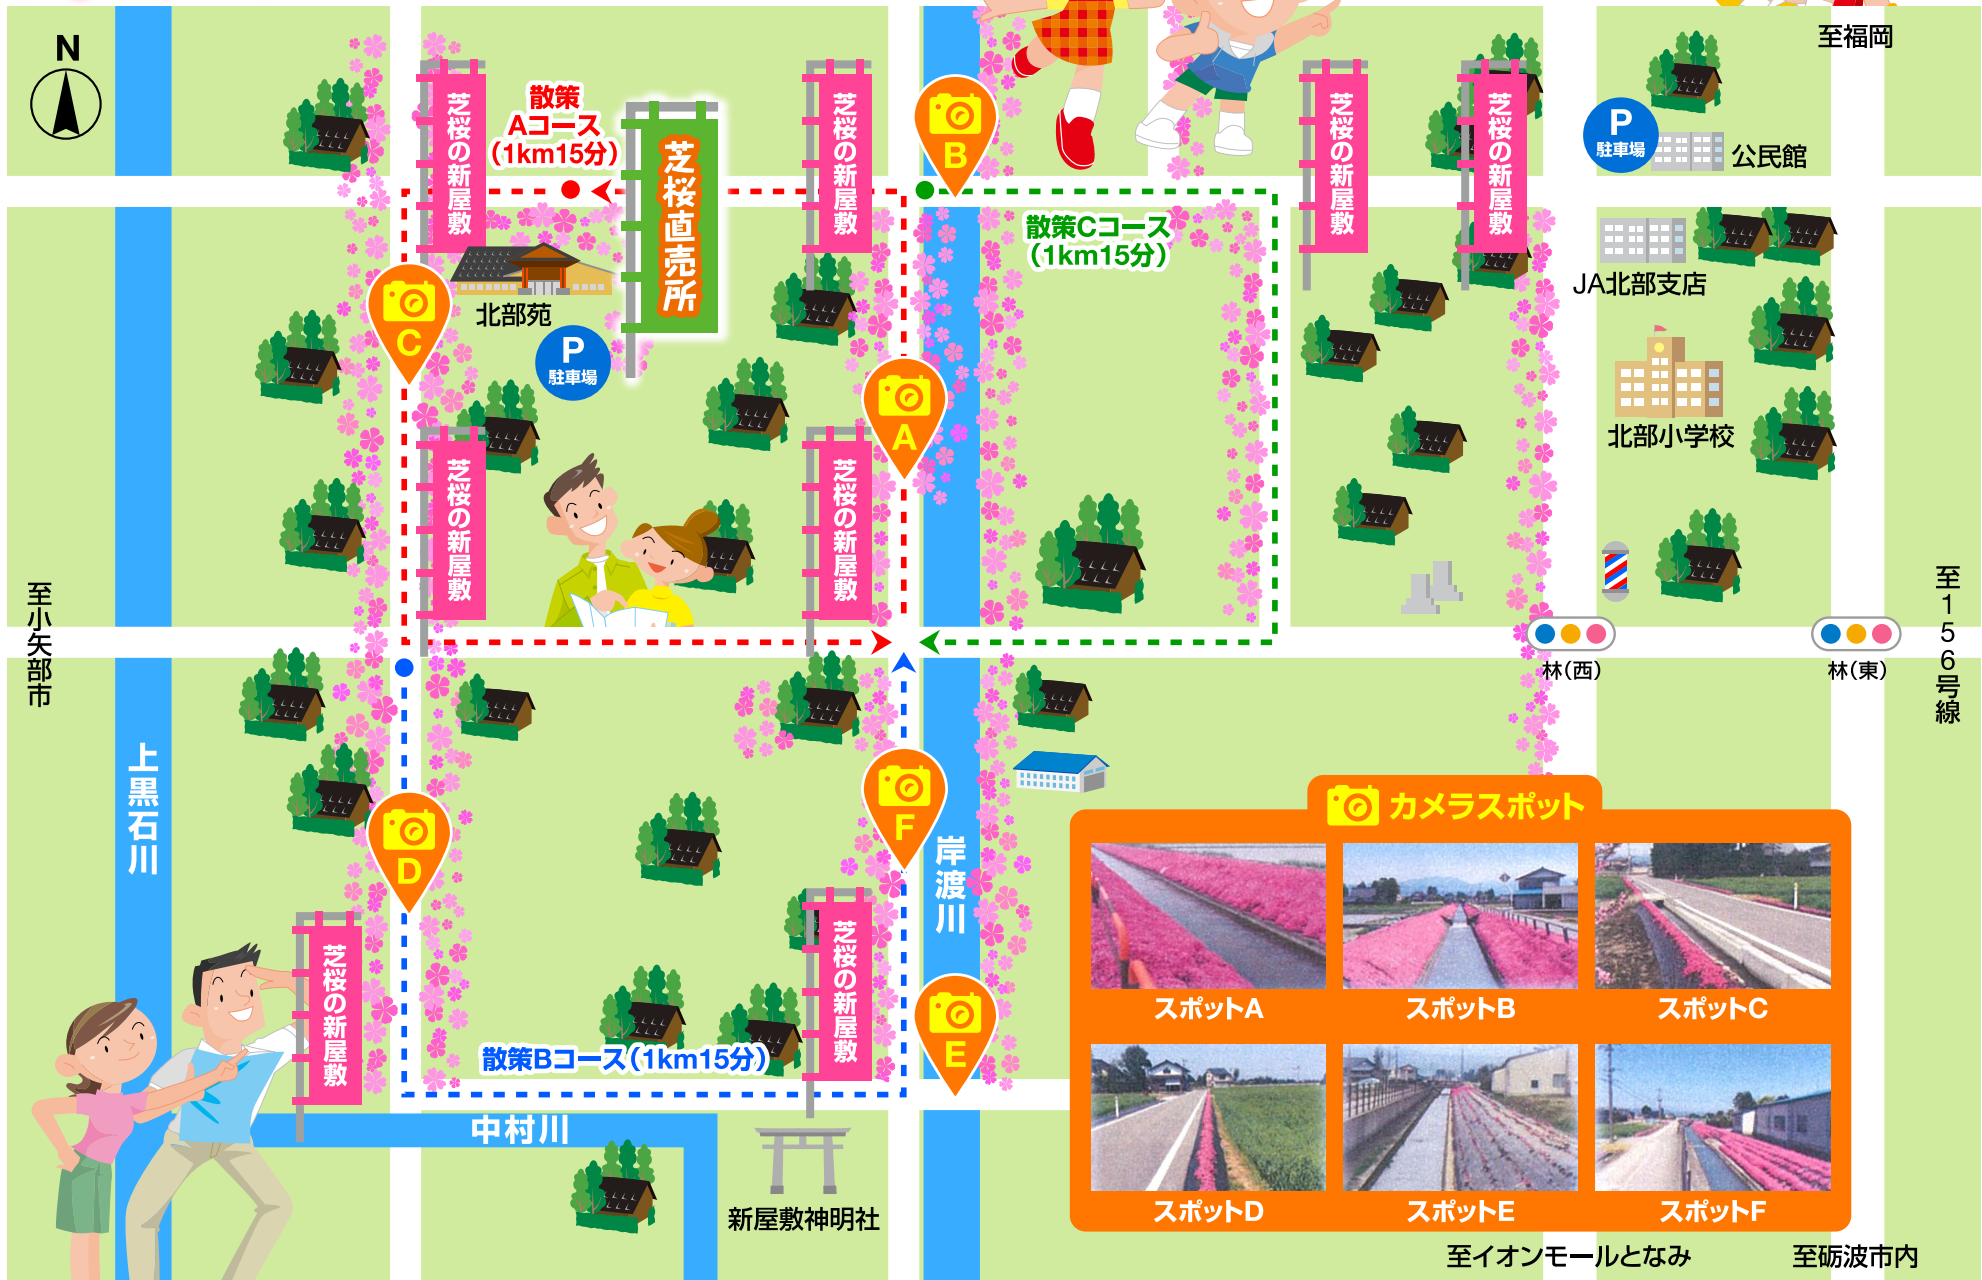 N
至福岡
散策
Aコース
（1km15分）
芝桜の新屋敷
芝桜直売所
芝桜の新屋敷
B
芝桜の新屋敷
芝桜の新屋敷
P
駐車場
公民館
散策Cコース
（1km15分）
JA北部支店
C
北部苑
P
駐車場
A
北部小学校
芝桜の新屋敷
芝桜の新屋敷
至小矢部市
至156号線
林（西）
林（東）
上黒石川
D
F
岸渡川
カメラスポット
スポットA
スポットB
スポットC
芝桜の新屋敷
芝桜の新屋敷
E
散策Bコース（1km15分）
中村川
新屋敷神明社
スポットD
スポットE
スポットF
至イオンモールとなみ
至砺波市内